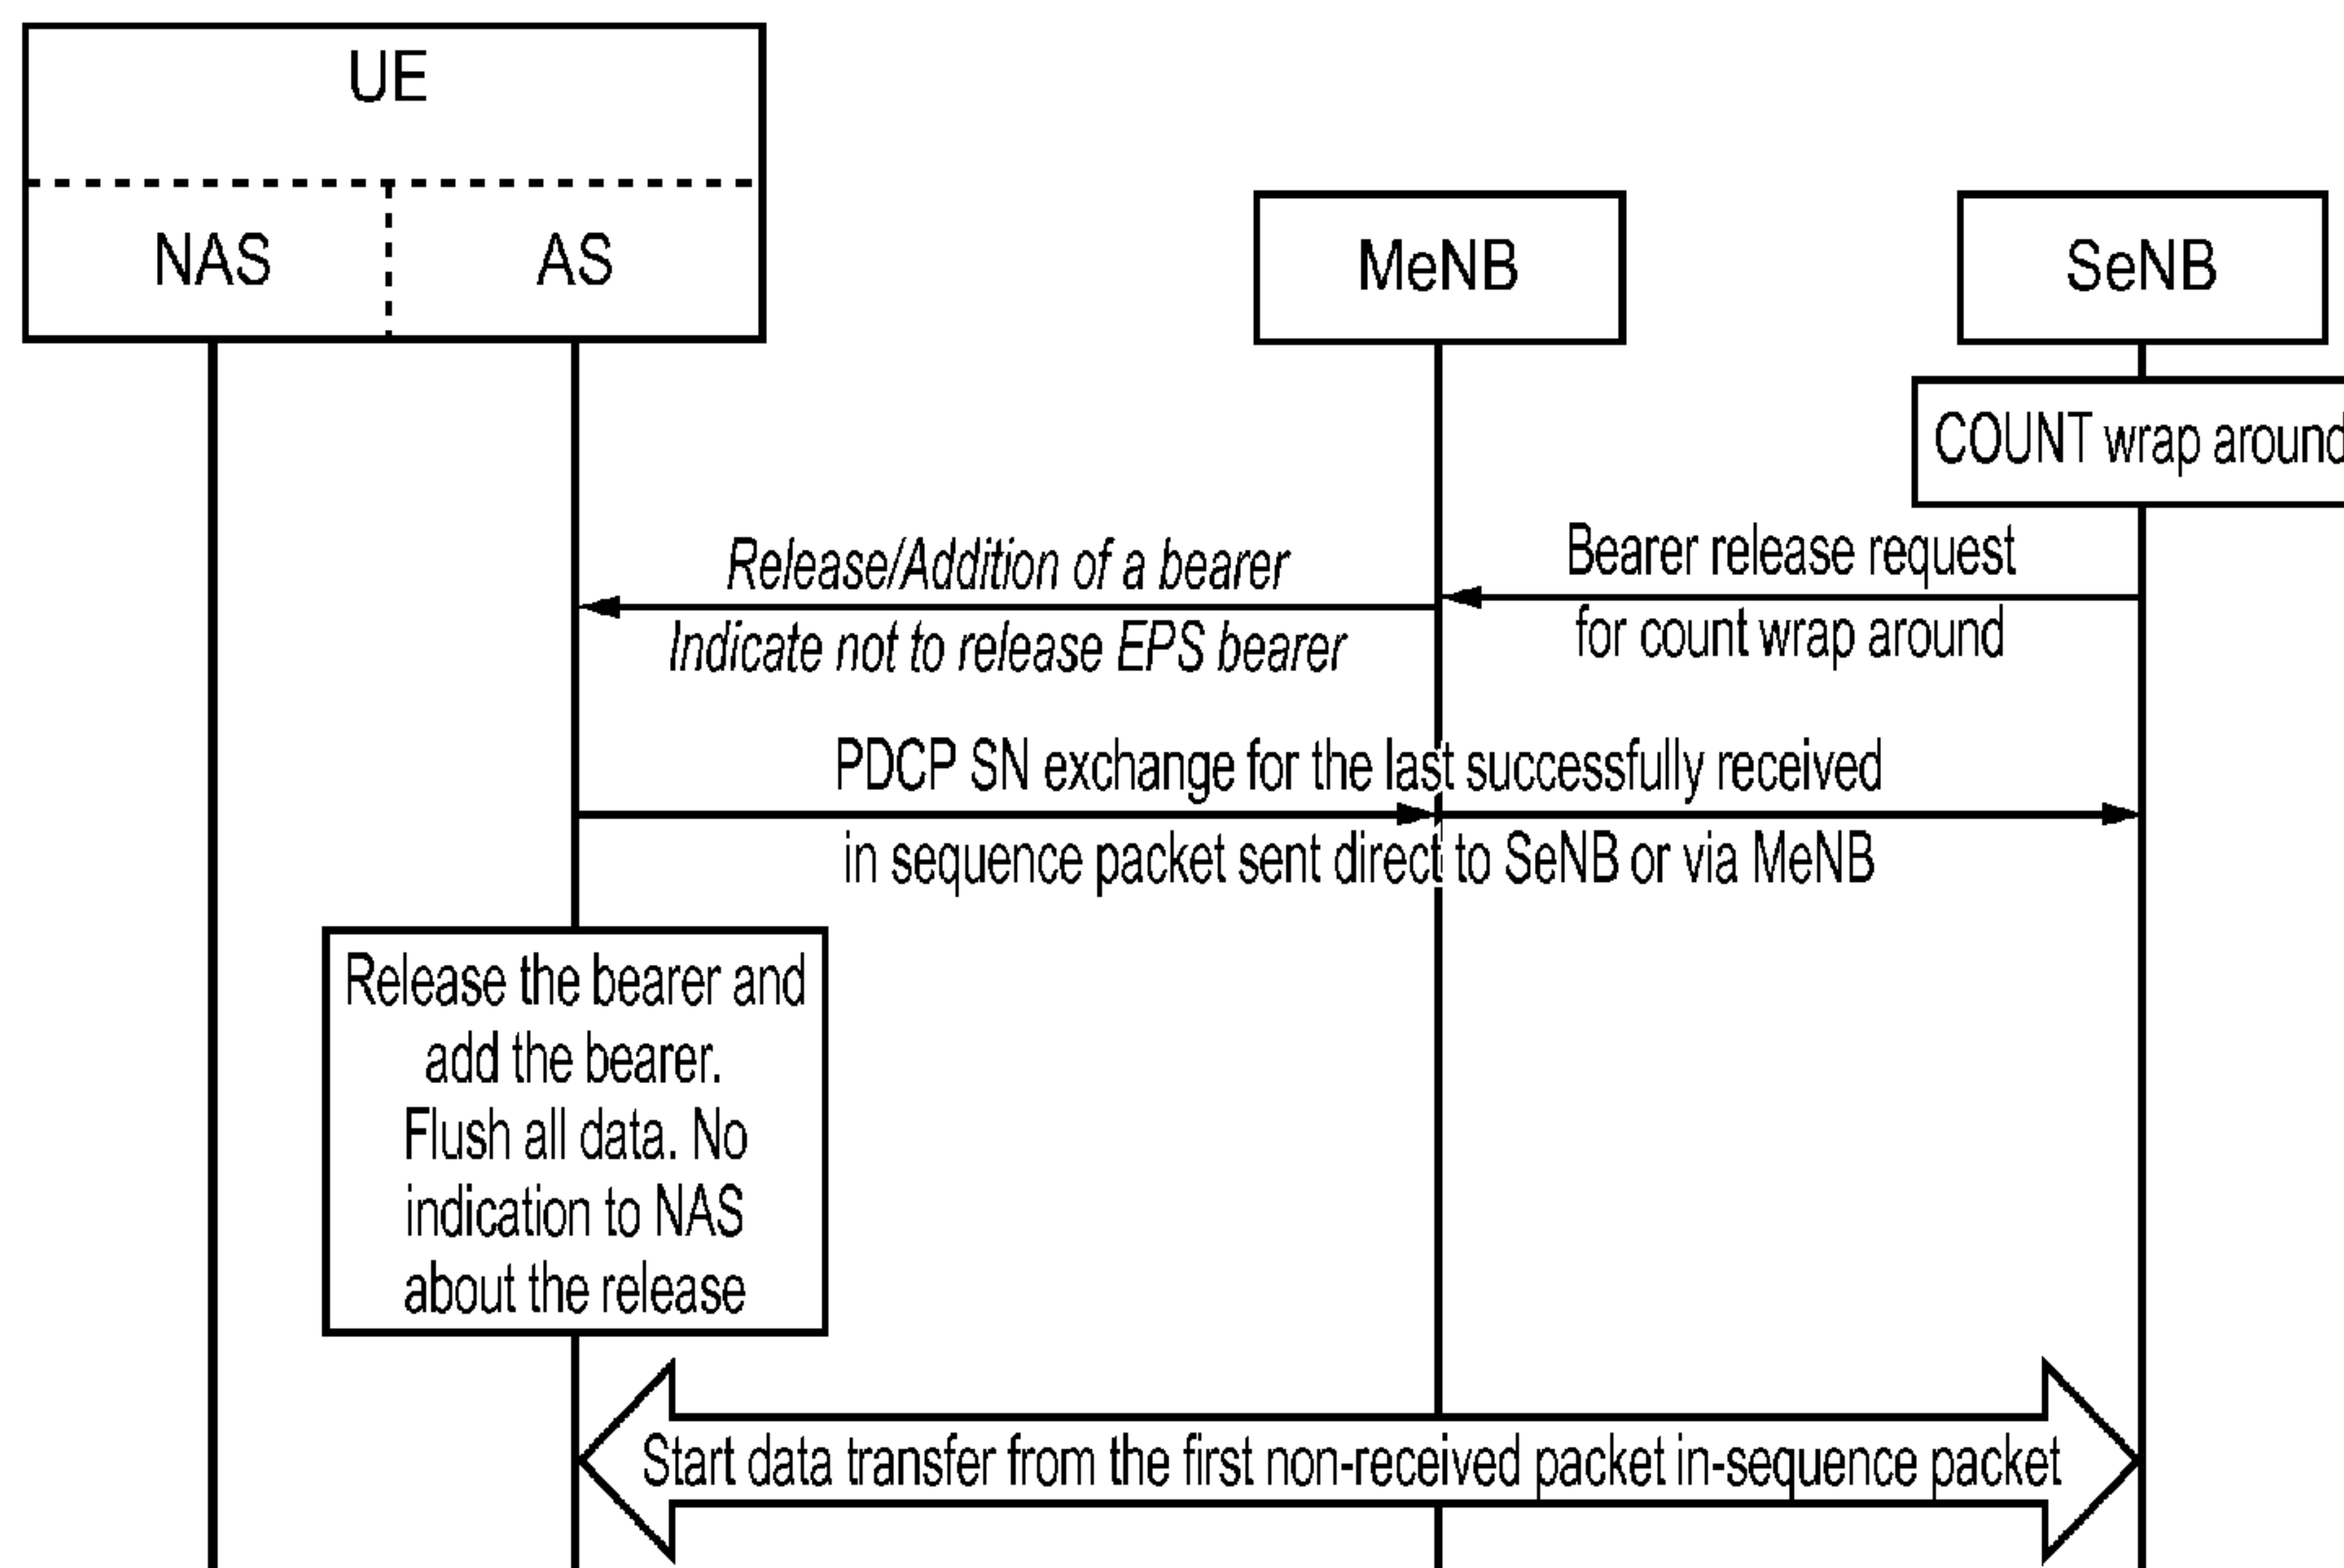 UE
NAS
AS
MeNB
SeNB
COUNT wrap around
Release/Addition of a bearer
Indicate not to release EPS bearer
Bearer release request
for count wrap around
PDCP SN exchange for the last successfully received
in sequence packet sent direct to SeNB or via MeNB
Release the bearer and
add the bearer.
Flush all data. No
indication to NAS
about the release
Start data transfer from the first non-received packet in-sequence packet